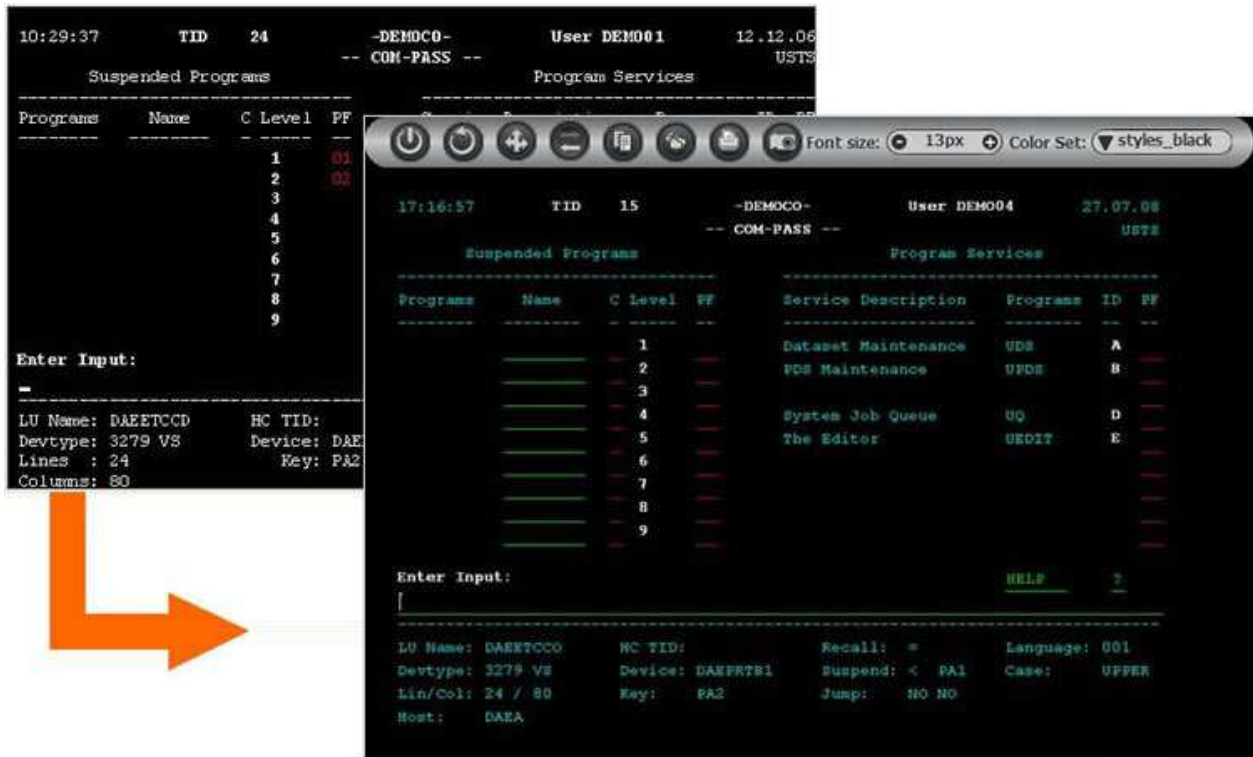 10:29:37 TID 24 -DEMOCO- User DEMO01 12.12.06
-- COM-PASS -- USTS
Suspended Programs Program Services
Programs Name C Level PF
1 01
2 02
3
4
5
6
7
8
9
Enter Input:
LU Name: DAEETCCD HC TID:
Devtype: 3279 VS Device: DAE
Lines : 24 Key: PA2
Columns: 80
Font size: 13px Color Set: styles_black
17:16:57 TID 15 -DEMOCO- User DEMO04 27.07.08
-- COM-PASS -- USTS
Suspended Programs Program Services
Programs Name C Level PF Service Description Programs ID PF
1 Dataset Maintenance UDS A
2 PDS Maintenance UPDS B
3
4 System Job Queue UQ D
5 The Editor UEDIT E
6
7
8
9
Enter Input: HELP ?
LU Name: DAEETCCO HC TID: Recall: = Language: 001
Devtype: 3279 VS Device: DAEPRTB1 Suspend: < PA1 Case: UPPER
Lin/Col: 24 / 80 Key: PA2 Jump: NO NO
Host: DAEA